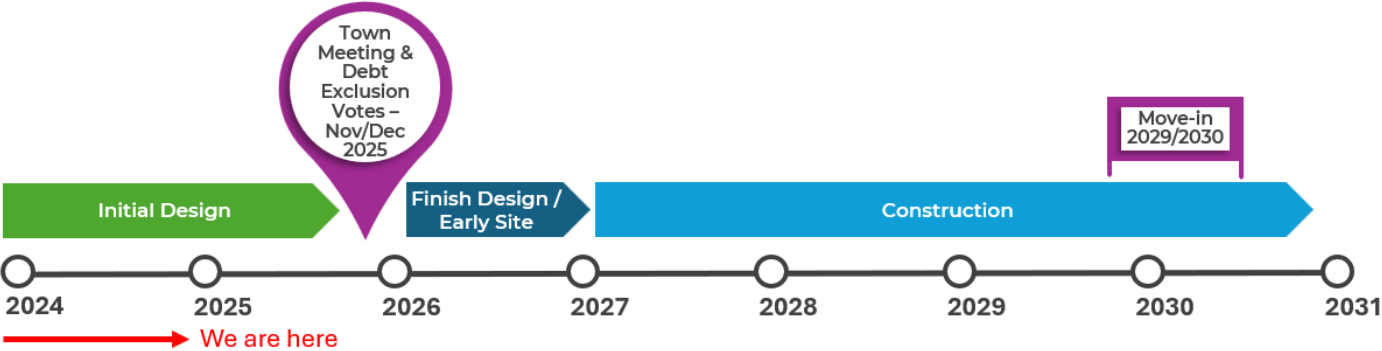 Town
Meeting &
Debt
Exclusion
Votes –
Nov/Dec
2025
Move-in
2029/2030
Initial Design
Finish Design /
Early Site
Construction
2024
2025
2026
2027
2028
2029
2030
2031
We are here